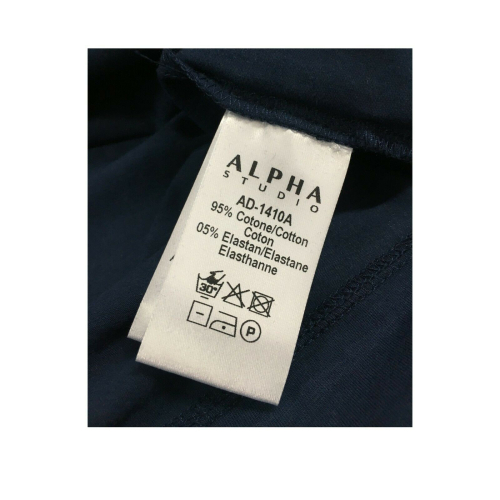 ALPHA
STUDIO
AD-1410A
95% Cotone/Cotton
Coton
05% Elastan/Elastane
Elasthanne
30°
P